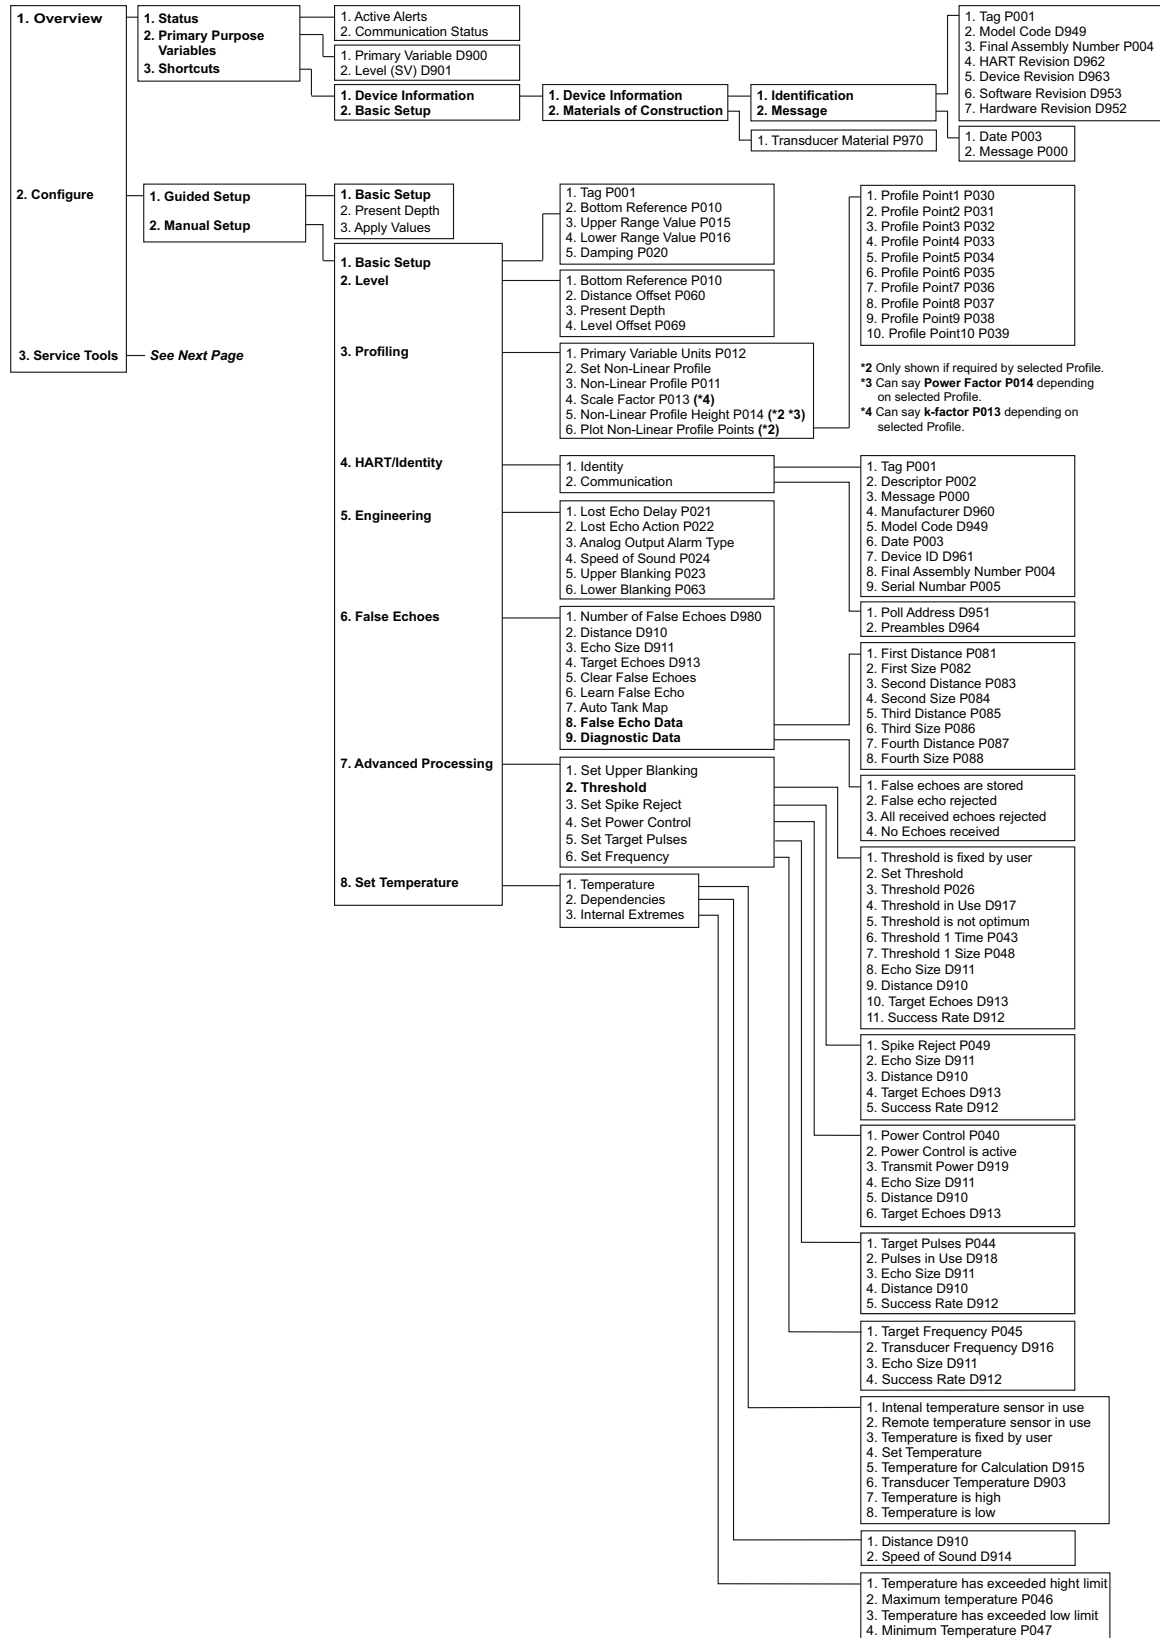 1. Overview
1. Status
2. Primary Purpose
Variables
3. Shortcuts
1. Active Alerts
2. Communication Status
1. Primary Variable D900
2. Level (SV) D901
1. Device Information
2. Basic Setup
1. Device Information
2. Materials of Construction
1. Identification
2. Message
1. Transducer Material P970
1. Tag P001
2. Model Code D949
3. Final Assembly Number P004
4. HART Revision D962
5. Device Revision D963
6. Software Revision D953
7. Hardware Revision D952
1. Date P003
2. Message P000
2. Configure
1. Guided Setup
2. Manual Setup
1. Basic Setup
2. Present Depth
3. Apply Values
1. Basic Setup
2. Level
3. Profiling
4. HART/Identity
5. Engineering
6. False Echoes
7. Advanced Processing
8. Set Temperature
1. Tag P001
2. Bottom Reference P010
3. Upper Range Value P015
4. Lower Range Value P016
5. Damping P020
1. Bottom Reference P010
2. Distance Offset P060
3. Present Depth
4. Level Offset P069
1. Primary Variable Units P012
2. Set Non-Linear Profile
3. Non-Linear Profile P011
4. Scale Factor P013 (*4)
5. Non-Linear Profile Height P014 (*2 *3)
6. Plot Non-Linear Profile Points (*2)
1. Profile Point1 P030
2. Profile Point2 P031
3. Profile Point3 P032
4. Profile Point4 P033
5. Profile Point5 P034
6. Profile Point6 P035
7. Profile Point7 P036
8. Profile Point8 P037
9. Profile Point9 P038
10. Profile Point10 P039
*2 Only shown if required by selected Profile.
*3 Can say Power Factor P014 depending
on selected Profile.
*4 Can say k-factor P013 depending on
selected Profile.
3. Service Tools
See Next Page
1. Identity
2. Communication
1. Tag P001
2. Descriptor P002
3. Message P000
4. Manufacturer D960
5. Model Code D949
6. Date P003
7. Device ID D961
8. Final Assembly Number P004
9. Serial Numbar P005
1. Poll Address D951
2. Preambles D964
1. Lost Echo Delay P021
2. Lost Echo Action P022
3. Analog Output Alarm Type
4. Speed of Sound P024
5. Upper Blanking P023
6. Lower Blanking P063
1. Number of False Echoes D980
2. Distance D910
3. Echo Size D911
4. Target Echoes D913
5. Clear False Echoes
6. Learn False Echo
7. Auto Tank Map
8. False Echo Data
9. Diagnostic Data
1. First Distance P081
2. First Size P082
3. Second Distance P083
4. Second Size P084
5. Third Distance P085
6. Third Size P086
7. Fourth Distance P087
8. Fourth Size P088
1. False echoes are stored
2. False echo rejected
3. All received echoes rejected
4. No Echoes received
1. Set Upper Blanking
2. Threshold
3. Set Spike Reject
4. Set Power Control
5. Set Target Pulses
6. Set Frequency
1. Threshold is fixed by user
2. Set Threshold
3. Threshold P026
4. Threshold in Use D917
5. Threshold is not optimum
6. Threshold 1 Time P043
7. Threshold 1 Size P048
8. Echo Size D911
9. Distance D910
10. Target Echoes D913
11. Success Rate D912
1. Spike Reject P049
2. Echo Size D911
3. Distance D910
4. Target Echoes D913
5. Success Rate D912
1. Power Control P040
2. Power Control is active
3. Transmit Power D919
4. Echo Size D911
5. Distance D910
6. Target Echoes D913
1. Target Pulses P044
2. Pulses in Use D918
3. Echo Size D911
4. Distance D910
5. Success Rate D912
1. Target Frequency P045
2. Transducer Frequency D916
3. Echo Size D911
4. Success Rate D912
1. Temperature
2. Dependencies
3. Internal Extremes
1. Intenal temperature sensor in use
2. Remote temperature sensor in use
3. Temperature is fixed by user
4. Set Temperature
5. Temperature for Calculation D915
6. Transducer Temperature D903
7. Temperature is high
8. Temperature is low
1. Distance D910
2. Speed of Sound D914
1. Temperature has exceeded hight limit
2. Maximum temperature P046
3. Temperature has exceeded low limit
4. Minimum Temperature P047